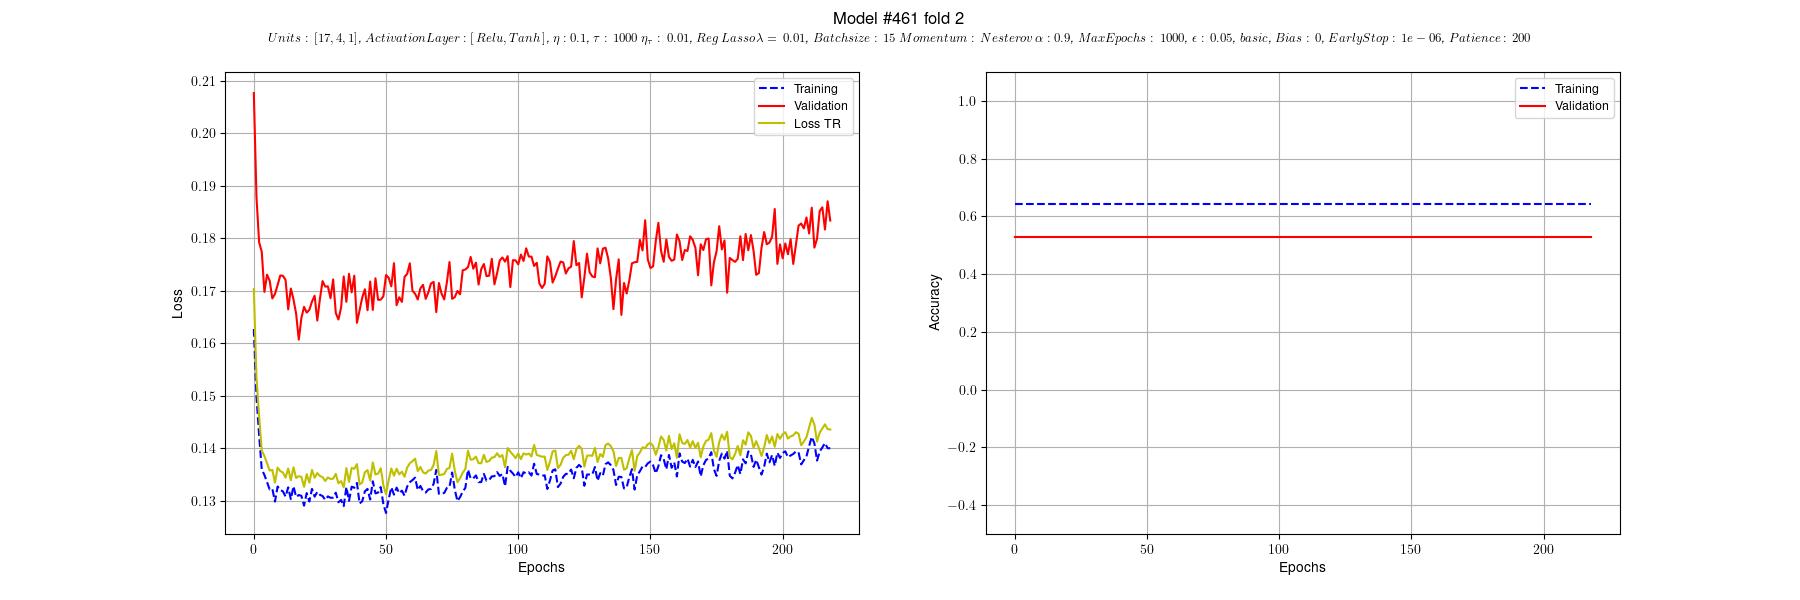 Model #461 fold 2
Units : [17, 4, 1], ActivationLayer : [ Relu, Tanh], η : 0.1, τ : 1000 ητ : 0.01, Reg Lasso λ = 0.01, Batchsize : 15 Momentum : Nesterov α : 0.9, MaxEpochs : 1000, ϵ : 0.05, basic, Bias : 0, EarlyStop : 1e − 06, Patience : 200
0.21
0.20
0.19
0.18
0.17
0.16
0.15
0.14
0.13
Loss
0 50 100 150 200
Epochs
Training
Validation
Loss TR
1.0
0.8
0.6
0.4
0.2
0.0
−0.2
−0.4
Accuracy
0 50 100 150 200
Epochs
Training
Validation